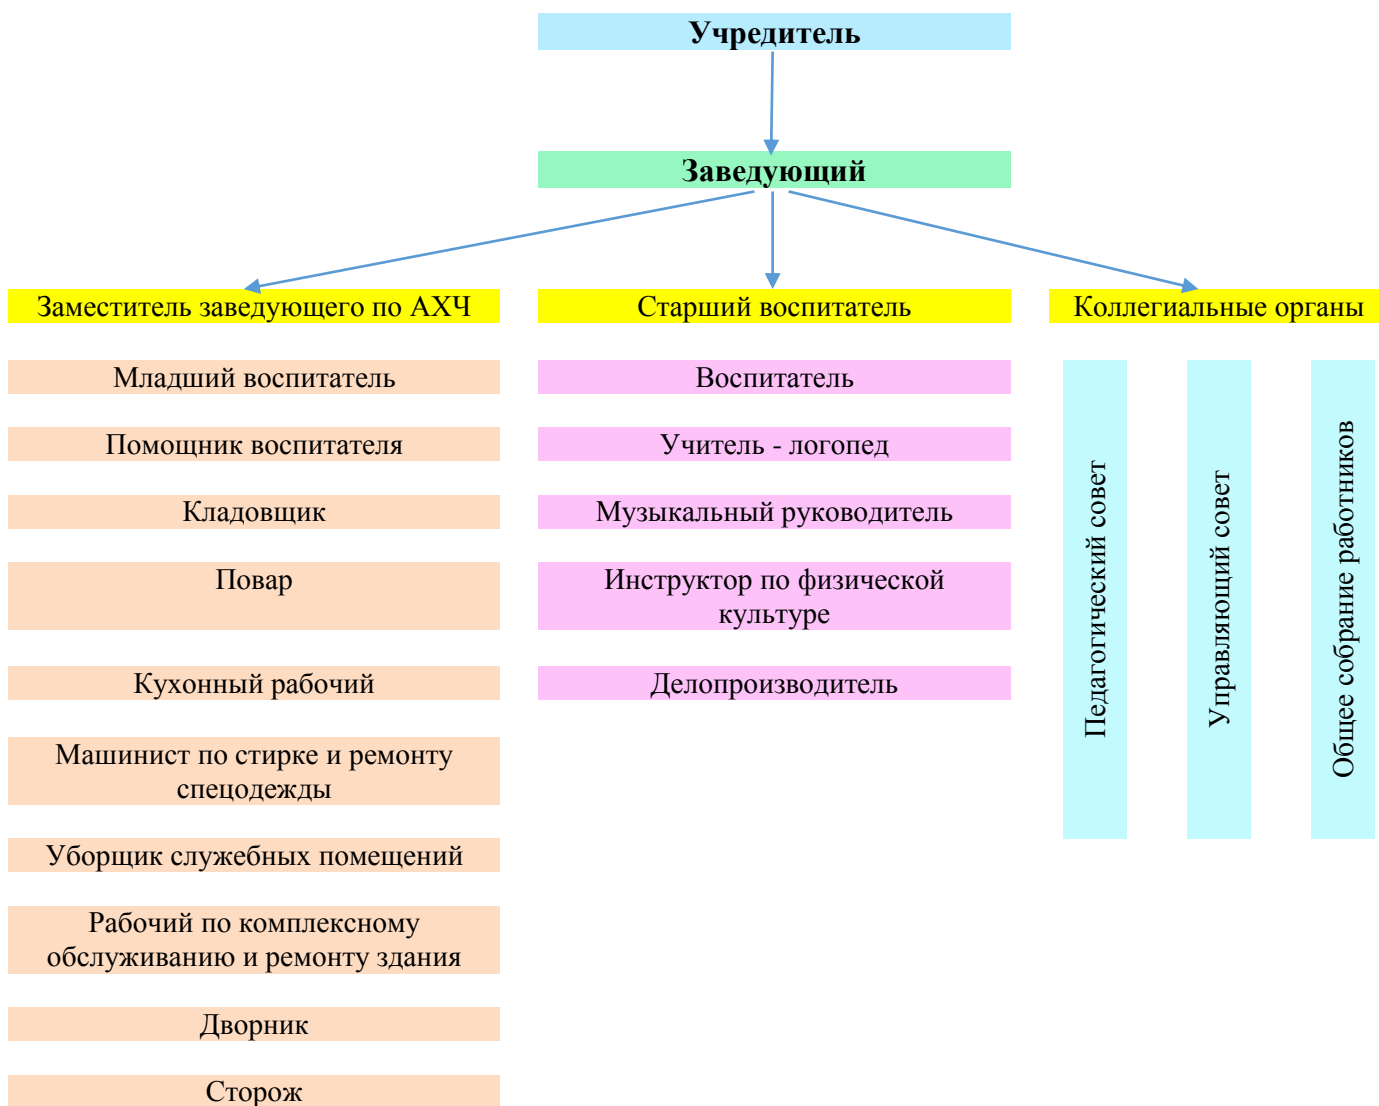 Учредитель
Заведующий
Заместитель заведующего по АХЧ
Старший воспитатель
Коллегиальные органы
Младший воспитатель
Помощник воспитателя
Кладовщик
Повар
Кухонный рабочий
Машинист по стирке и ремонту
спецодежды
Уборщик служебных помещений
Рабочий по комплексному
обслуживанию и ремонту здания
Дворник
Сторож
Воспитатель
Учитель - логопед
Музыкальный руководитель
Инструктор по физической
культуре
Делопроизводитель
Педагогический совет
Управляющий совет
Общее собрание работников